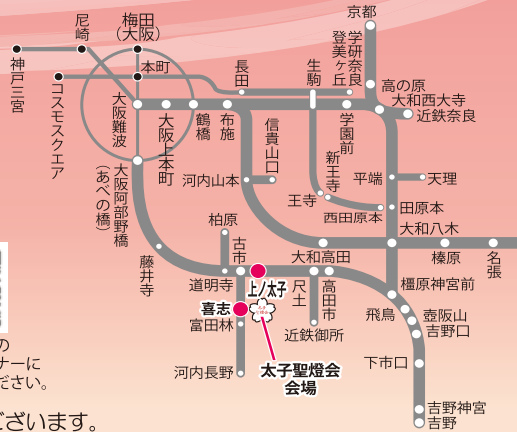 京都
尼崎
梅田
(大阪)
本町
神戸三宮
コスモスクエア
長田
生駒
学研奈良
登美ヶ丘
高の原
大和西大寺
近鉄奈良
大阪難波
大阪上本町
鶴橋
布施
信貴山口
学園前
新王寺
河内山本
平端
天理
大阪阿部野橋
(あべの橋)
王寺
西田原本
田原本
柏原
大和八木
古市
大和高田
榛原
名張
藤井寺
道明寺
上ノ太子
尺土
高田市
橿原神宮前
喜志
飛鳥
壺阪山
富田林
近鉄御所
吉野口
河内長野
太子聖燈会
会場
下市口
の
ナーに
ださい。
吉野神宮
吉野
ございます。